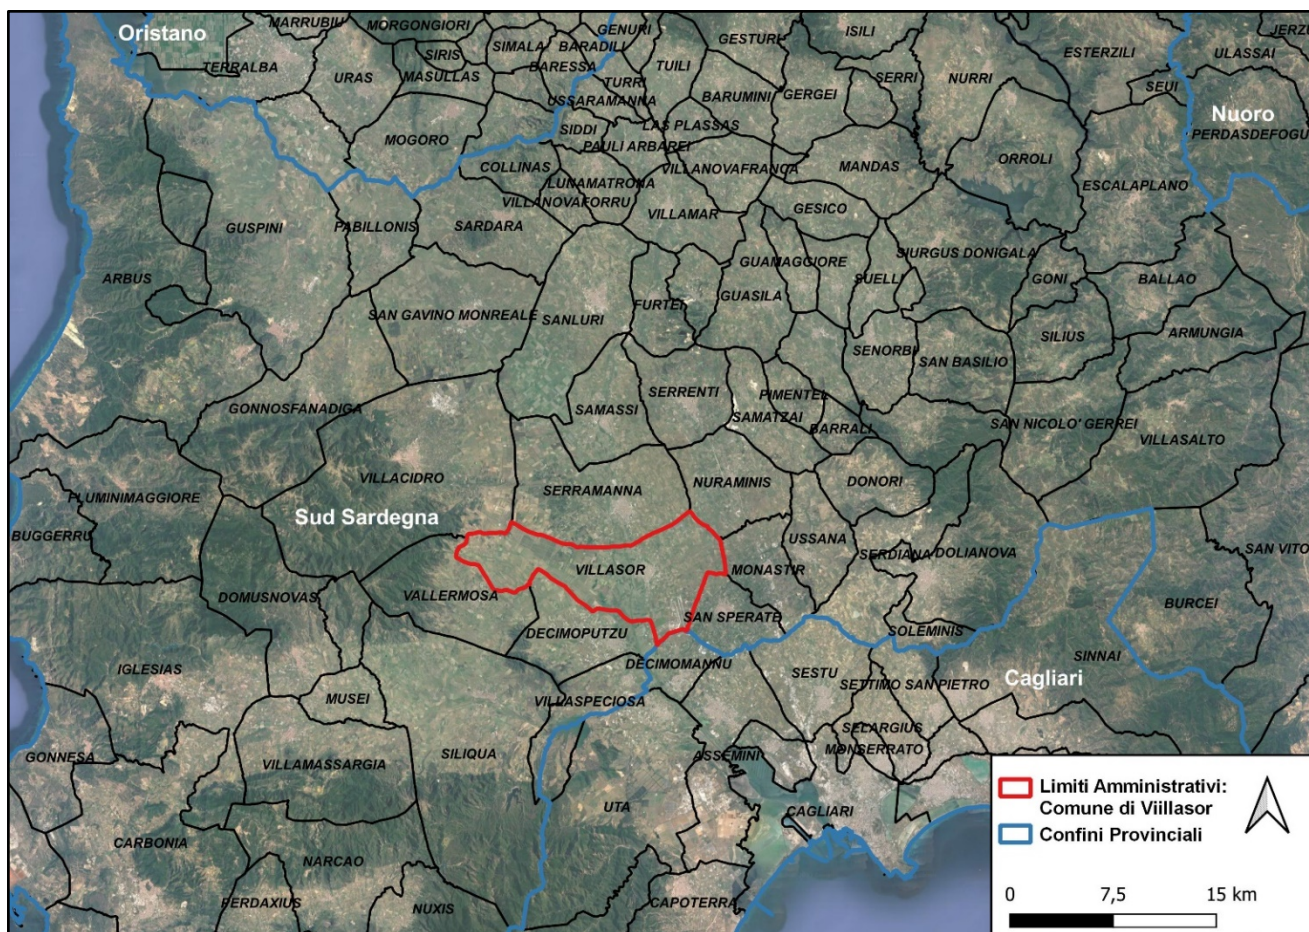 MARRUBIU
MORGONGIORI
GENURI
ISILI
JERZU
Oristano
SIMALA
BARADILI
GESTURI
ESTERZILI
ULASSAI
TERRALBA
SIRIS
BARESSA
TUILI
SERRI
NURRI
URAS
MASULLAS
TURRI
BARUMINI
GERGEI
SEUI
USSARAMANNA
Nuoro
MOGORO
SIDDI
LAS PLASSAS
PERDASDEFOGU
PAULI ARBAREI
ORROLI
COLLINAS
VILLANOVAFRANCA
MANDAS
LUNAMATRONA
ESCALAPLANO
VILLANOVAFORRU
GUSPINI
PABILLONIS
SARDARA
VILLAMAR
GESICO
SIURGUS DONIGALA
ARBUS
GUAMAGGIORE
SUELLI
GONI
BALLAO
FURTEI
GUASILA
SAN GAVINO MONREALE
SANLURI
ARMUNGIA
SILIUS
SENORBI
SAN BASILIO
SERRENTI
PIMENTEL
GONNOSFANADIGA
SAMASSI
SAMATZAI
BARRALI
SAN NICOLO' GERREI
VILLASALTO
VILLACIDRO
NURAMINIS
DONORI
FLUMINIMAGGIORE
SERRAMANNA
Sud Sardegna
BUGGERRU
USSANA
SERDIANA
DOLIANOVA
SAN VITO
VILLASOR
MONASTIR
DOMUSNOVAS
VALLERMOSA
BURCEI
SAN SPERATE
DECIMOPUTZU
SOLEMINIS
IGLESIAS
DECIMOMANNU
SESTU
SINNAI
SETTIMO SAN PIETRO
Cagliari
MUSEI
VILLASPECIOSA
SELARGIUS
GONNESA
SILIQUA
ASSEMINI
MONSERRATO
VILLAMASSARGIA
UTA
CAGLIARI
CARBONIA
NARCAO
PERDAXIUS
NUXIS
CAPOTERRA
Limiti Amministrativi:
Comune di Viillasor
Confini Provinciali
0 7,5 15 km